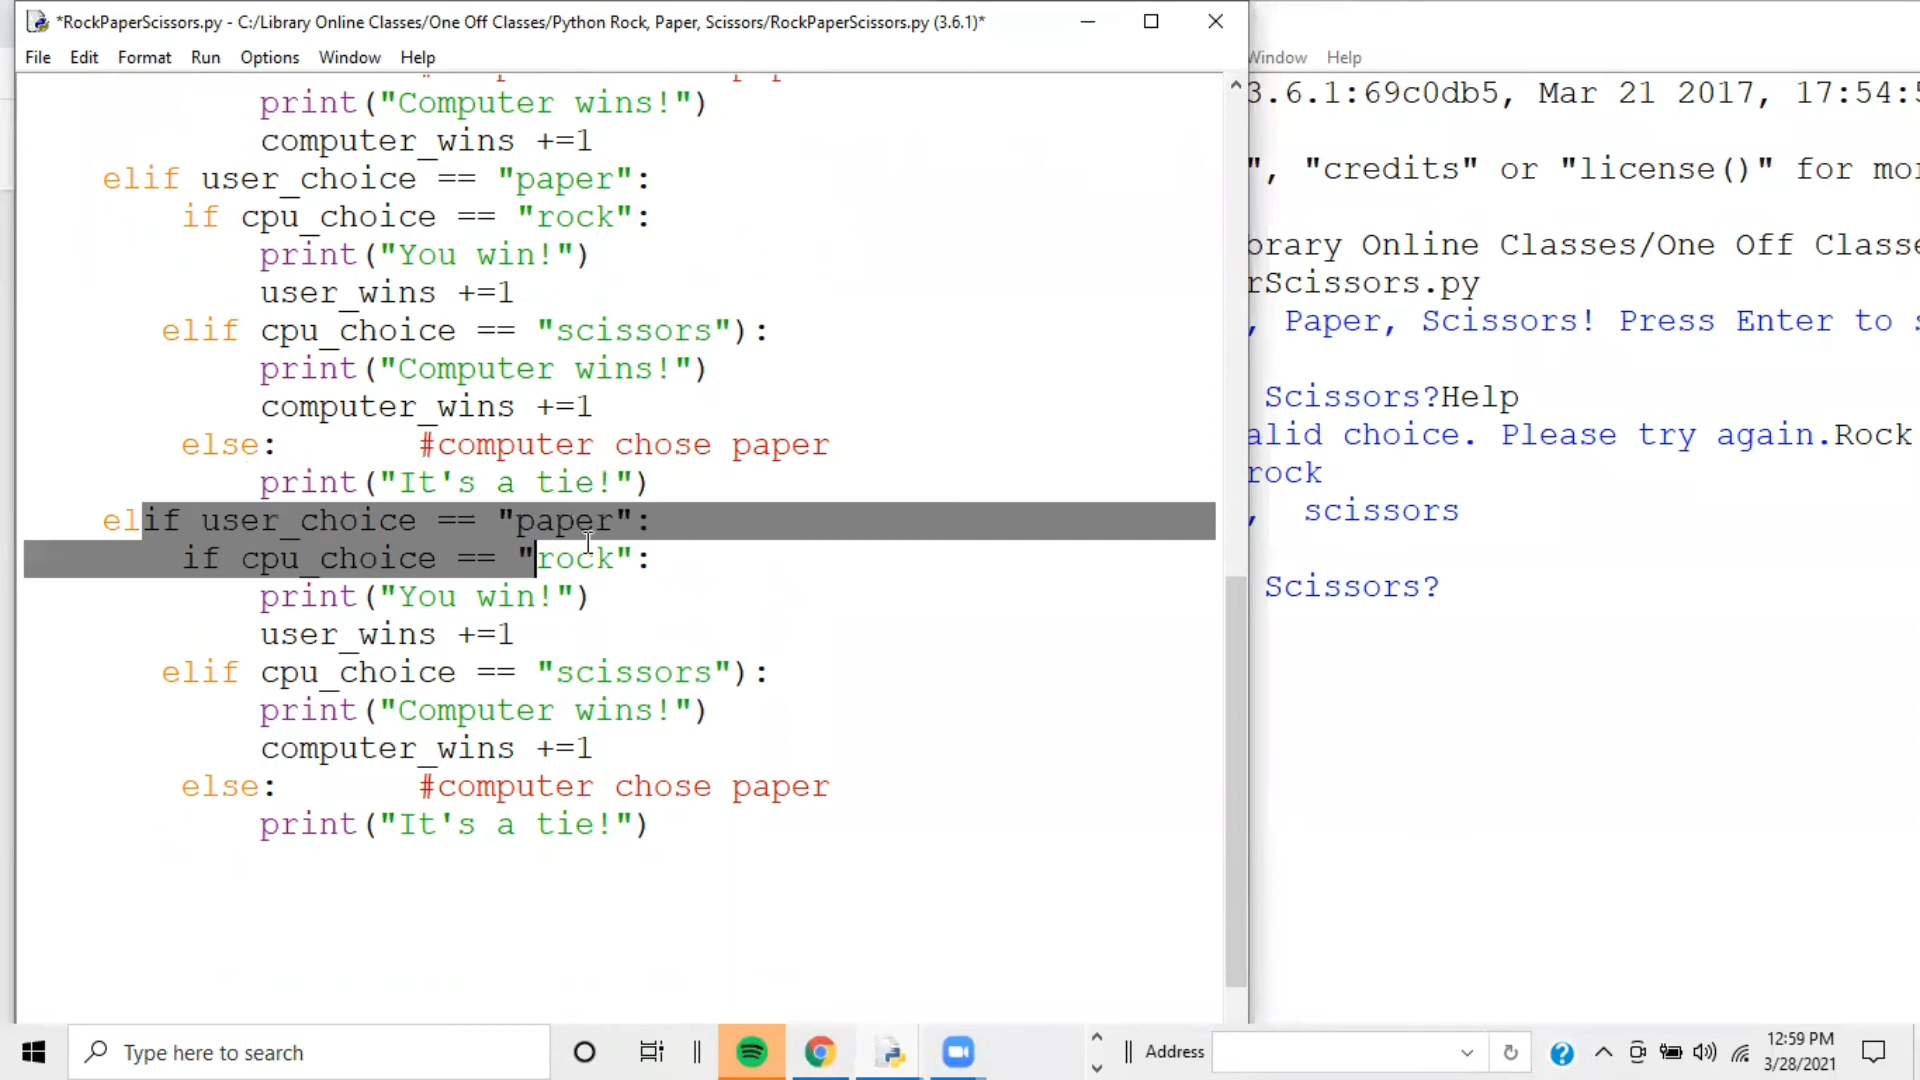 *RockPaperScissors.py - C:/Library Online Classes/One Off Classes/Python Rock, Paper, Scissors/RockPaperScissors.py (3.6.1)*
File Edit Format Run Options Window Help
print("Computer wins!")
computer_wins +=1
elif user_choice == "paper":
if cpu_choice == "rock":
print("You win!")
user_wins +=1
elif cpu_choice == "scissors"):
print("Computer wins!")
computer_wins +=1
else: #computer chose paper
print("It's a tie!")
elif user_choice == "paper":
if cpu_choice == "rock":
print("You win!")
user_wins +=1
elif cpu_choice == "scissors"):
print("Computer wins!")
computer_wins +=1
else: #computer chose paper
print("It's a tie!")
Window Help
3.6.1:69c0db5, Mar 21 2017, 17:54:5
", "credits" or "license()" for mor
brary Online Classes/One Off Classe
rScissors.py
, Paper, Scissors! Press Enter to s
Scissors?Help
alid choice. Please try again.Rock
rock
, scissors
Scissors?
Type here to search
Address
12:59 PM
3/28/2021